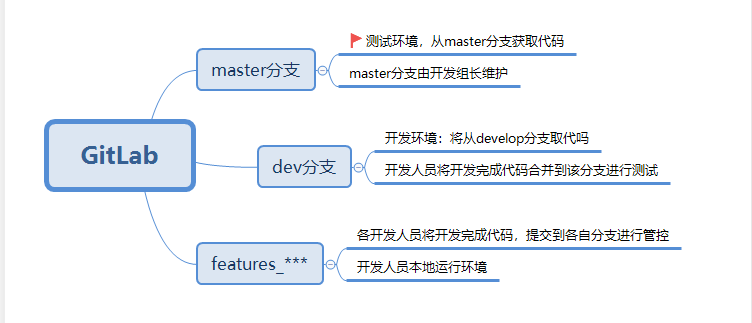 GitLab
master分支
测试环境，从master分支获取代码
master分支由开发组长维护
dev分支
开发环境：将从develop分支取代吗
开发人员将开发完成代码合并到该分支进行测试
features_***
各开发人员将开发完成代码，提交到各自分支进行管控
开发人员本地运行环境